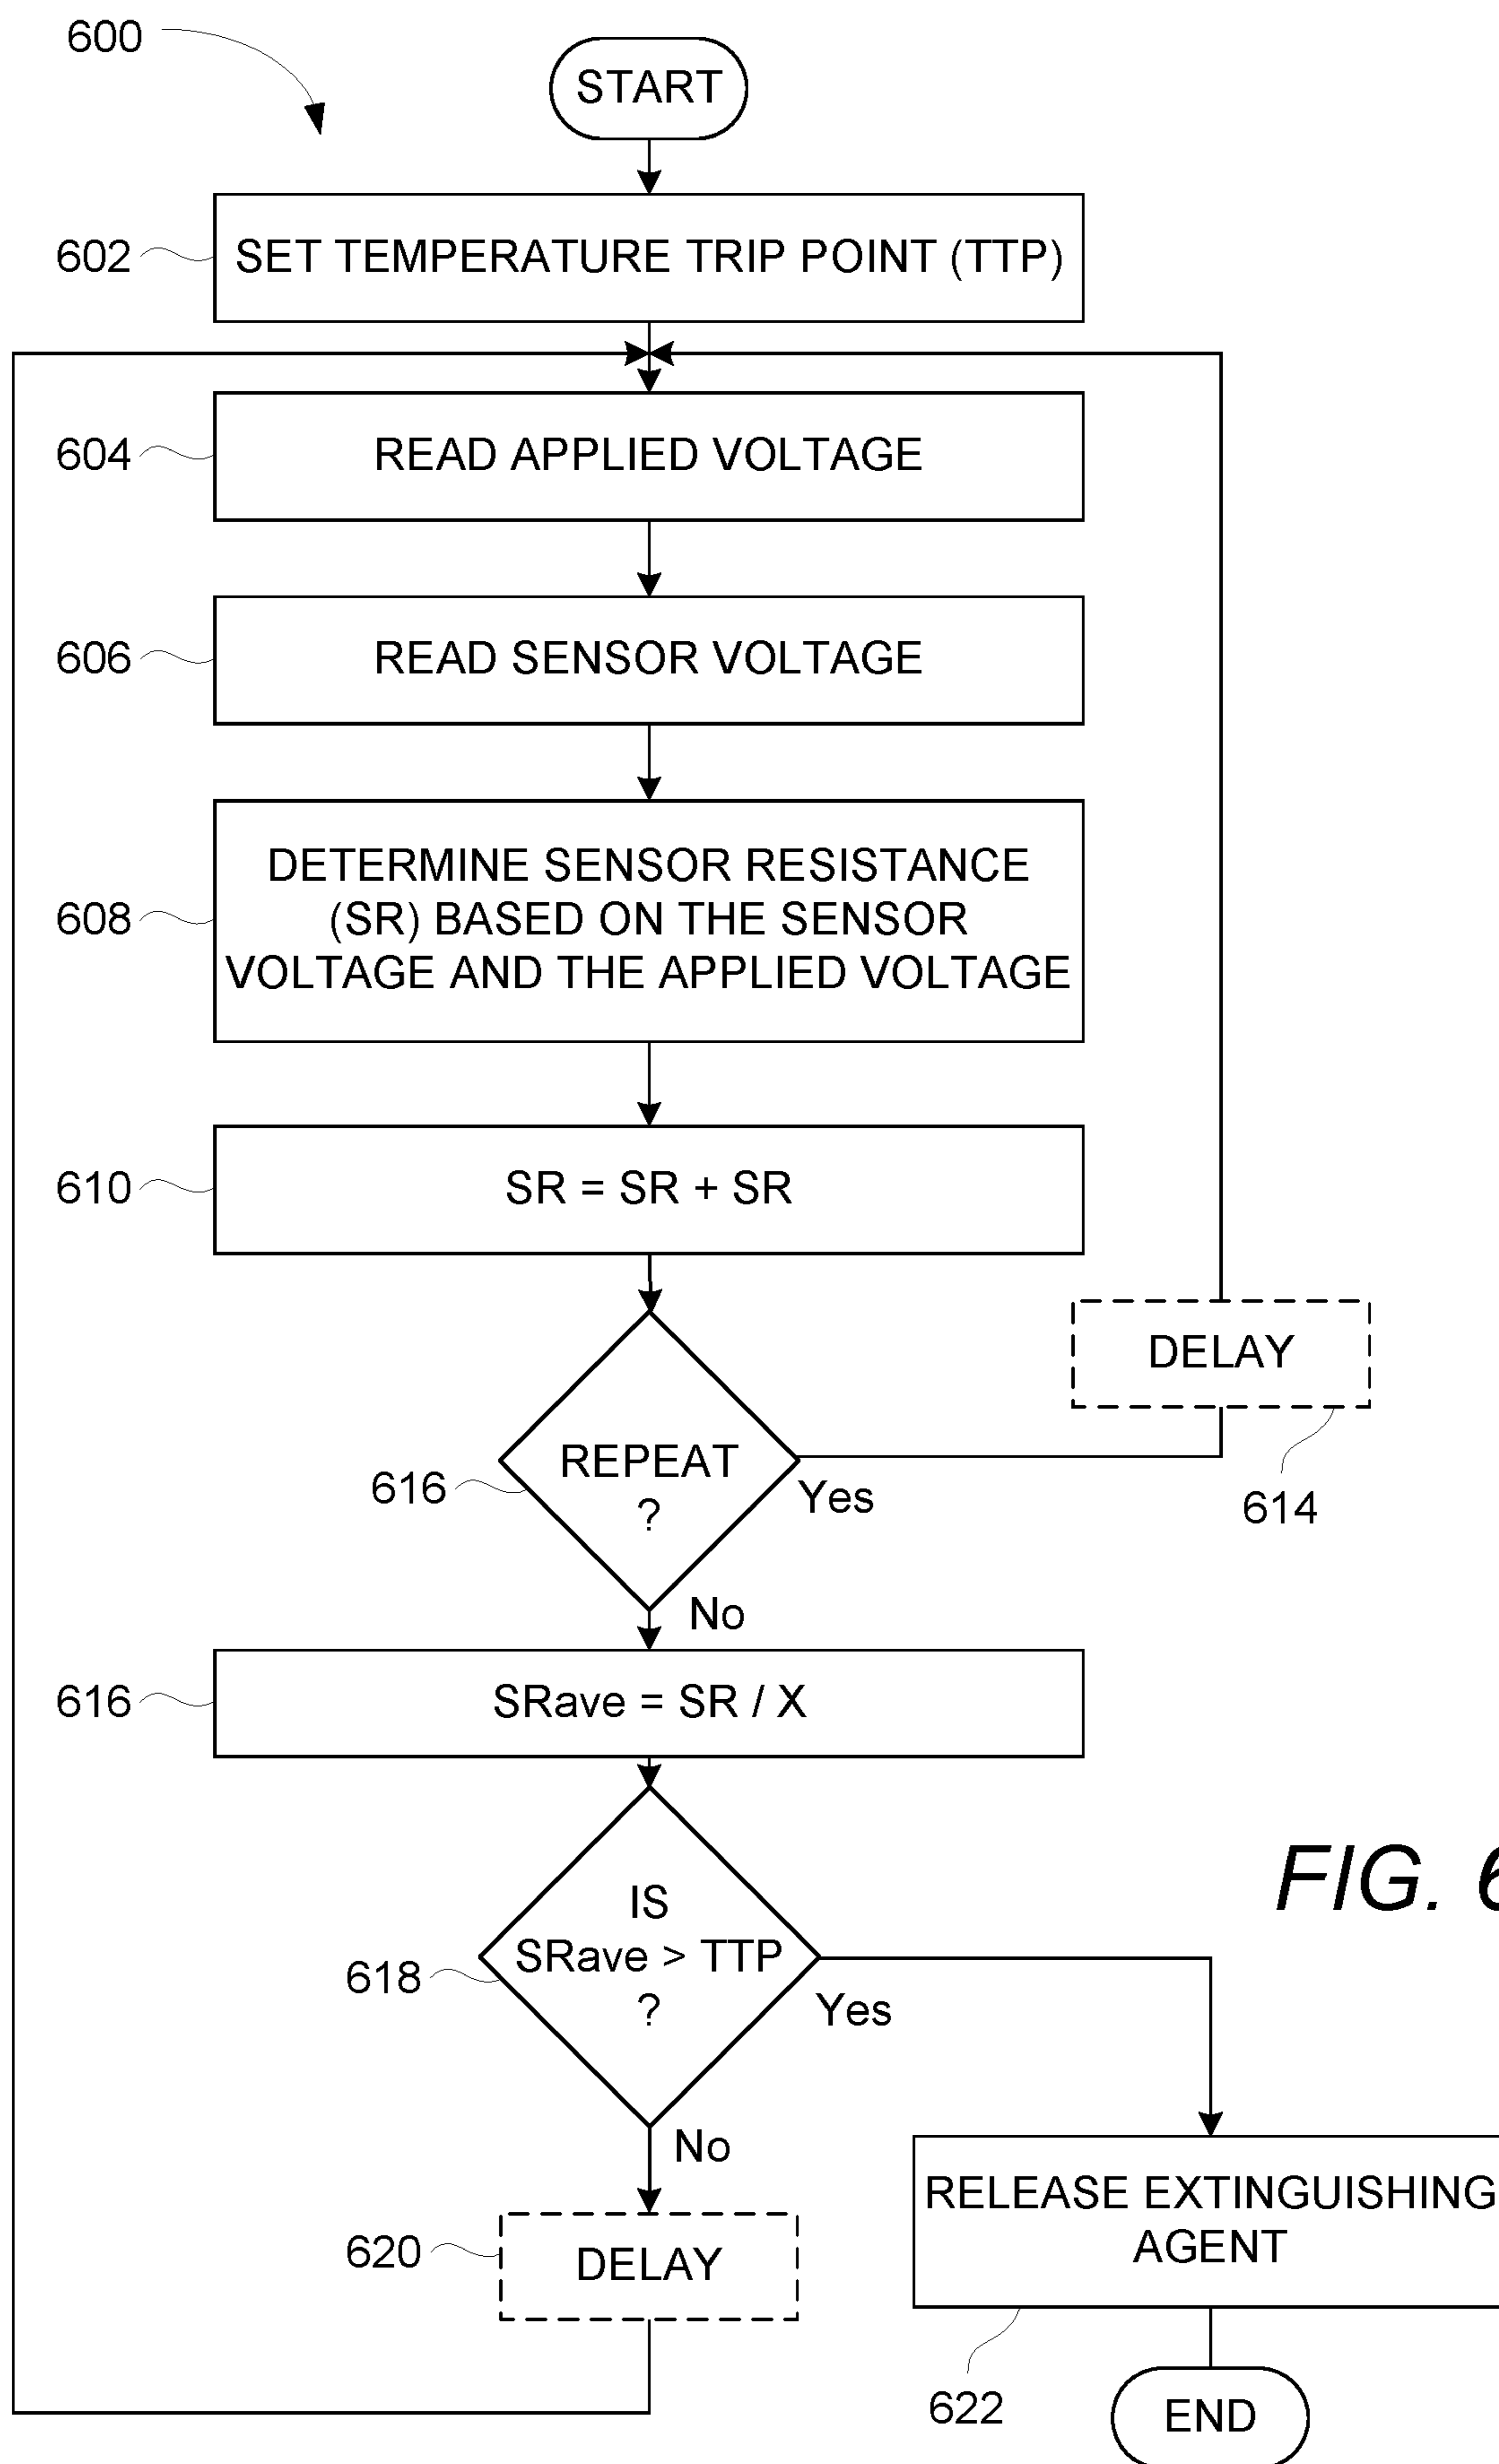 600
START
602
SET TEMPERATURE TRIP POINT (TTP)
604
READ APPLIED VOLTAGE
606
READ SENSOR VOLTAGE
608
DETERMINE SENSOR RESISTANCE
(SR) BASED ON THE SENSOR
VOLTAGE AND THE APPLIED VOLTAGE
610
SR = SR + SR
DELAY
614
616
REPEAT
?
Yes
No
616
SRave = SR / X
FIG. 6
618
IS
SRave > TTP
?
Yes
No
620
DELAY
RELEASE EXTINGUISHING
AGENT
622
END